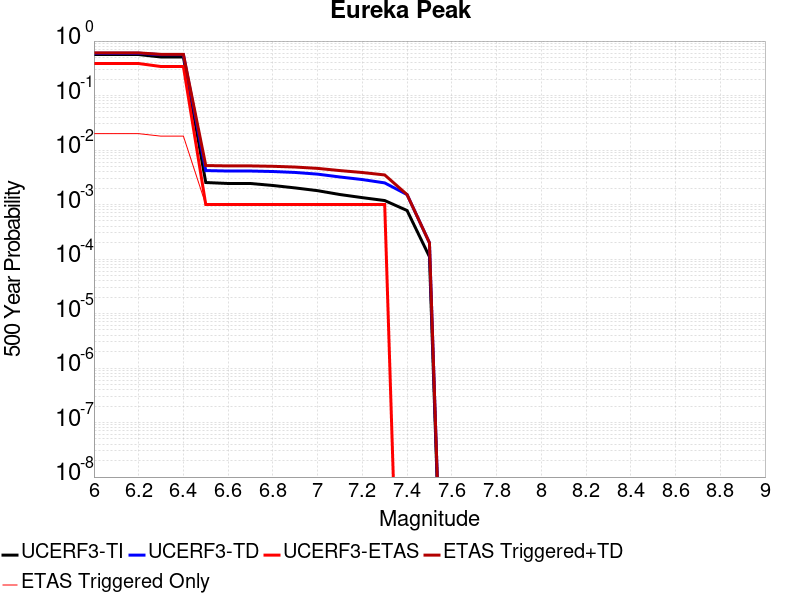 Eureka Peak
10^0
10^-1
10^-2
10^-3
10^-4
10^-5
10^-6
10^-7
10^-8
500 Year Probability
6 6.2 6.4 6.6 6.8 7 7.2 7.4 7.6 7.8 8 8.2 8.4 8.6 8.8 9
Magnitude
UCERF3-TI UCERF3-TD UCERF3-ETAS ETAS Triggered+TD
ETAS Triggered Only